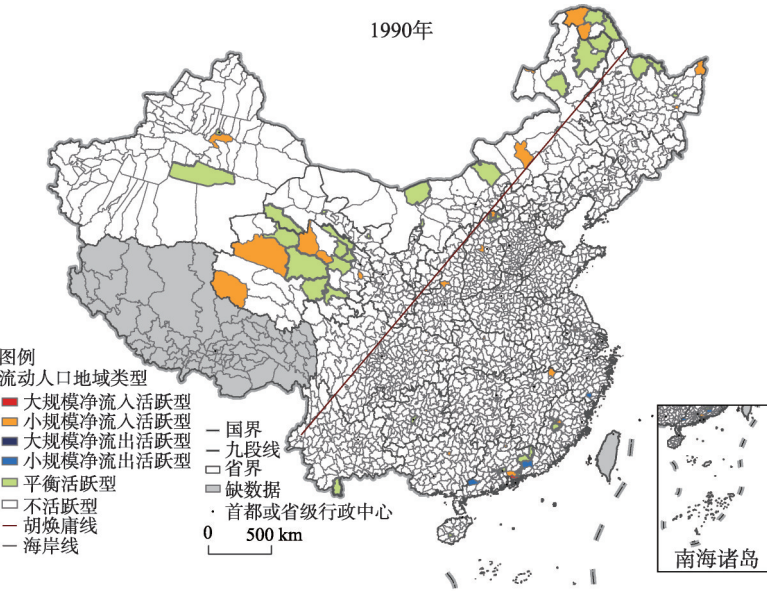 1990年
图例
流动人口地域类型
大规模净流入活跃型
小规模净流入活跃型
大规模净流出活跃型
小规模净流出活跃型
平衡活跃型
不活跃型
胡焕庸线
海岸线
国界
九段线
省界
缺数据
首都或省级行政中心
0 500 km
南海诸岛